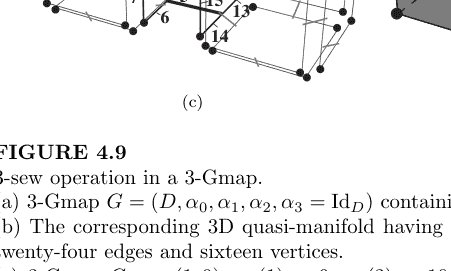 15
13
6
14
(c)
FIGURE 4.9
3-sew operation in a 3-Gmap.
(a) 3-Gmap G = (D, α0, α1, α2, α3 = IdD) containi
(b) The corresponding 3D quasi-manifold having
twenty-four edges and sixteen vertices.